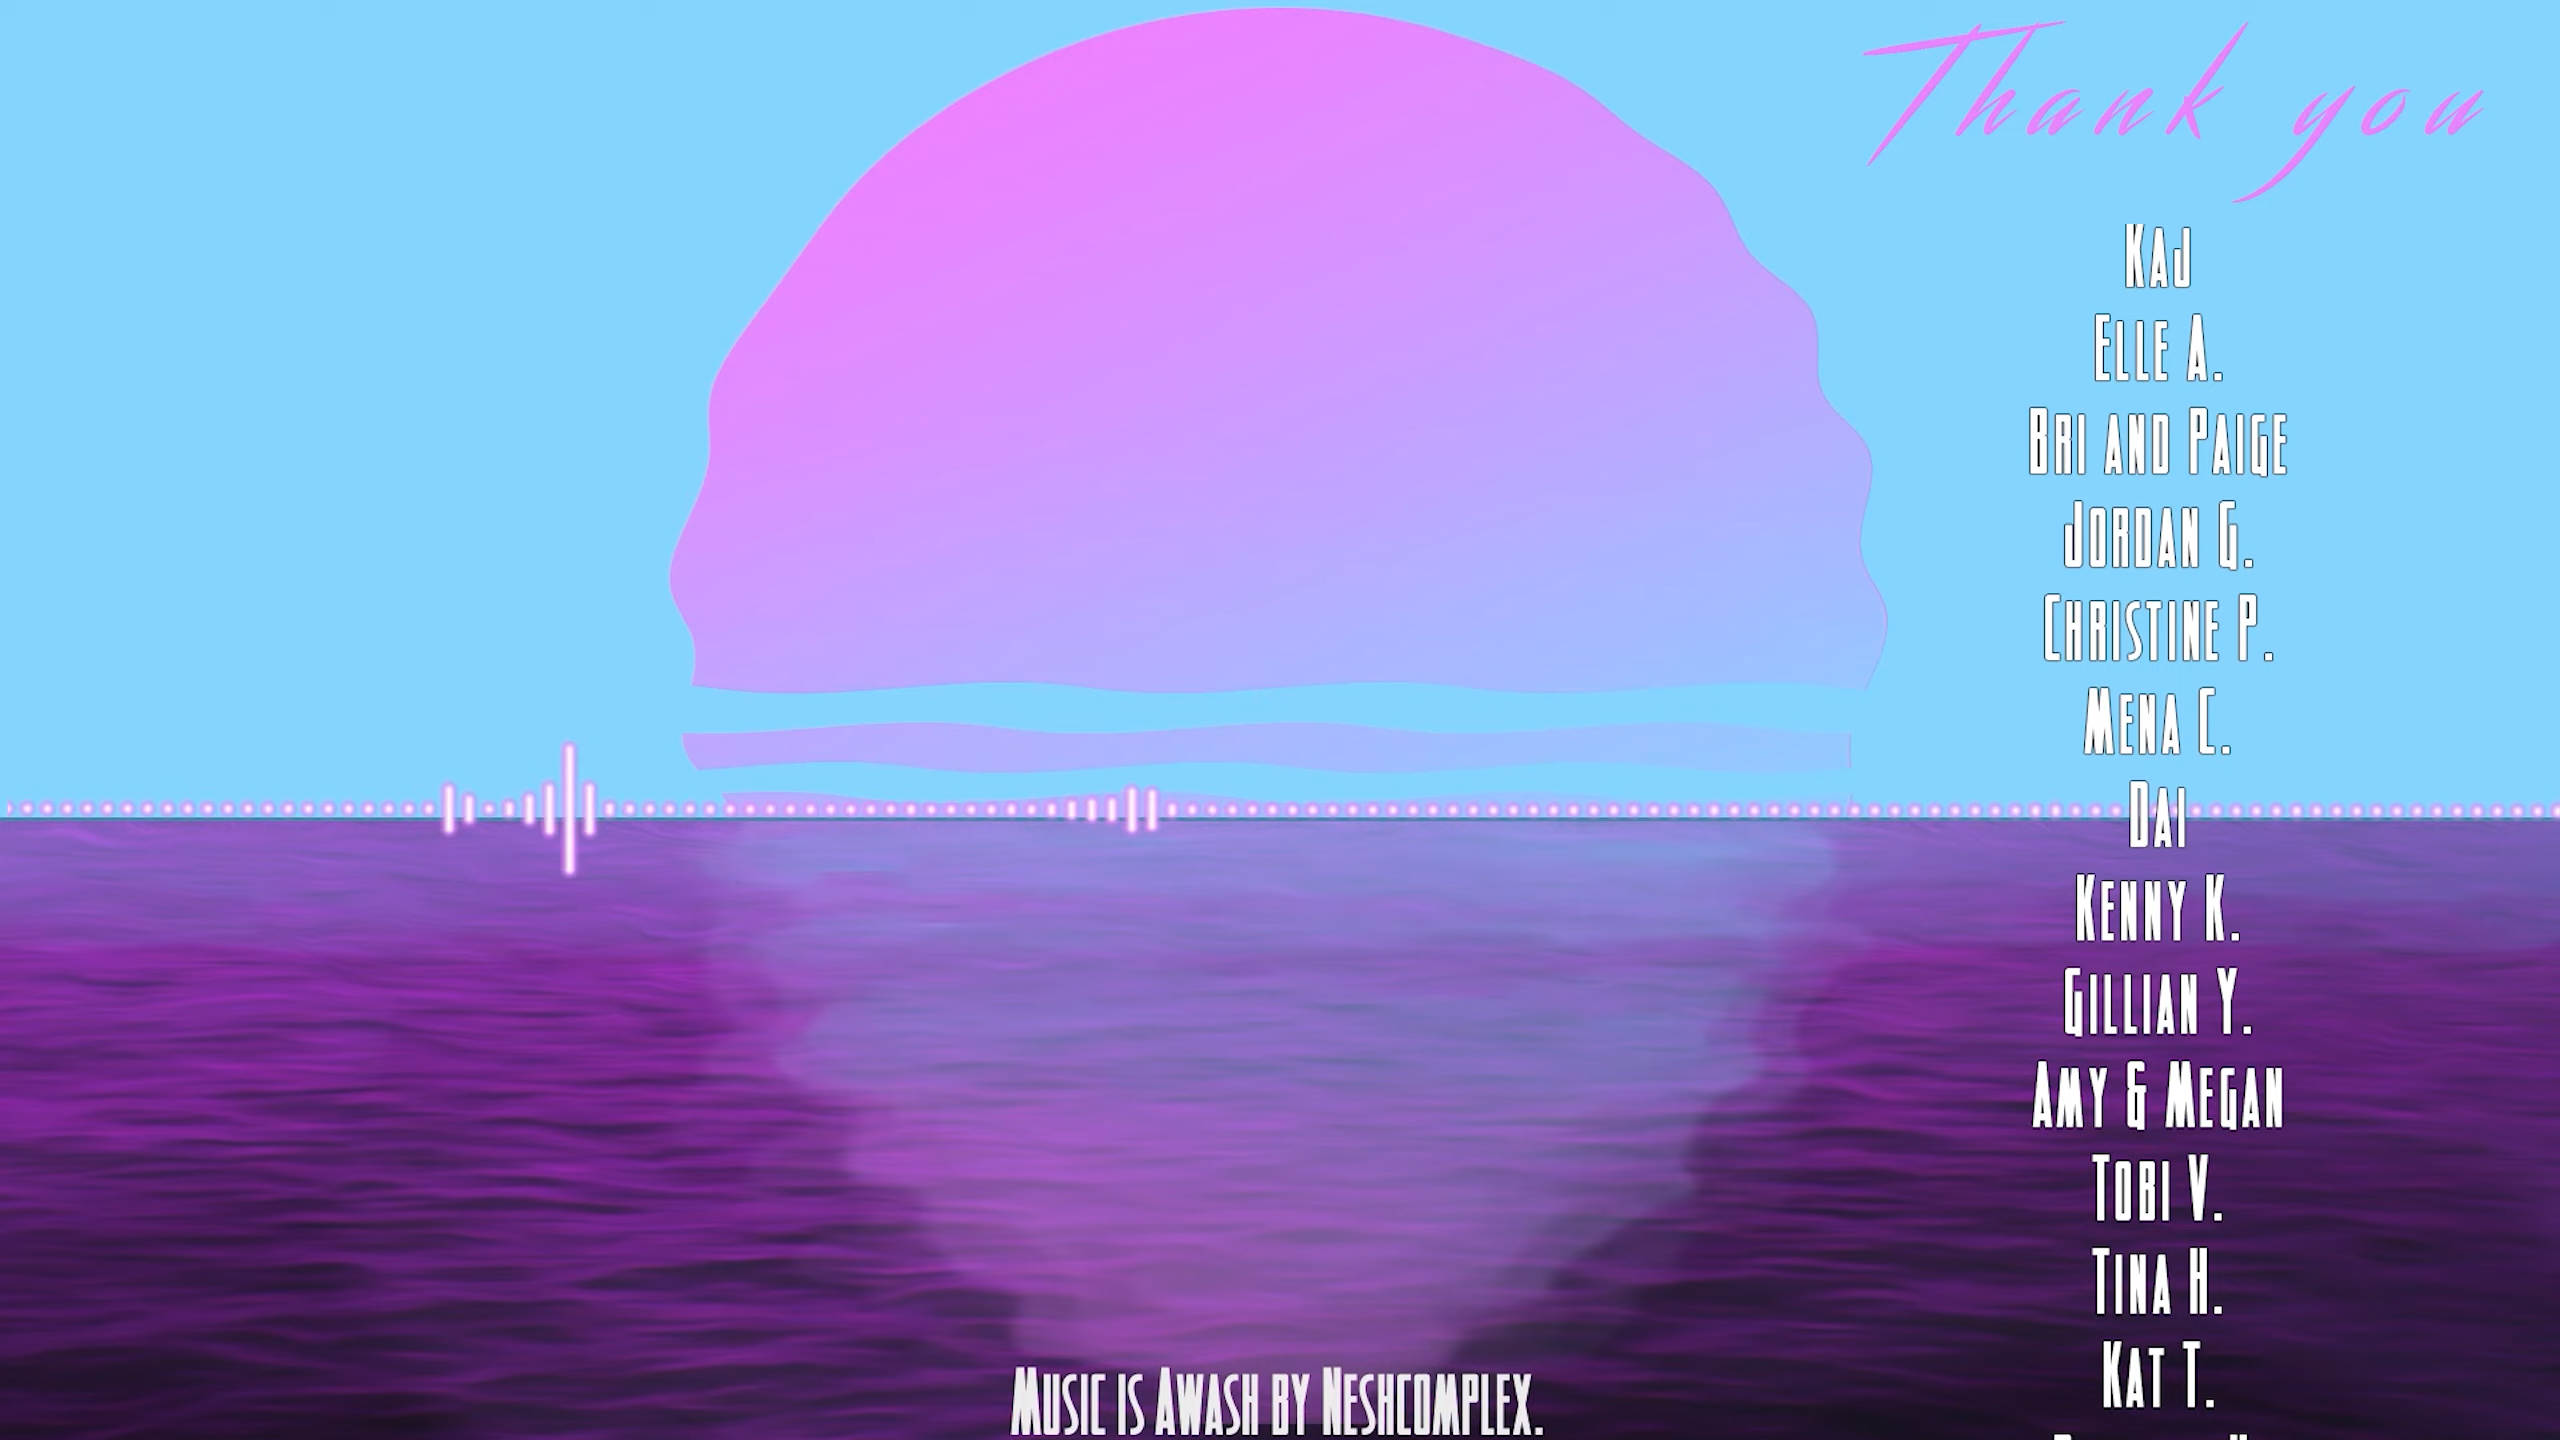 Thank you
KAJ
ELLE A.
BRI AND PAIGE
JORDAN G.
CHRISTINE P.
MENA C.
DAI
KENNY K.
GILLIAN Y.
AMY & MEGAN
TOBI V.
TINA H.
KAT T.
MUSIC IS AWASH BY NESHCOMPLEX.